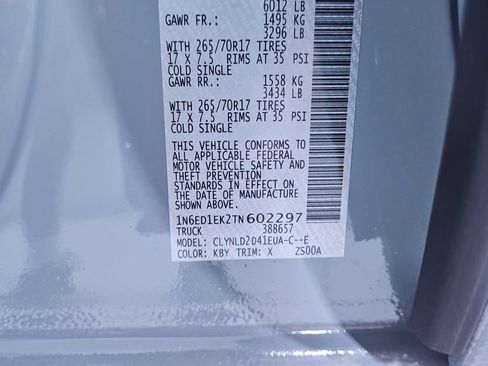 6012 LB
GAWR FR.: 1495 KG
3296 LB
WITH 265/70R17 TIRES
17 X 7.5 RIMS AT 35 PSI
COLD SINGLE
GAWR RR.: 1558 KG
3434 LB
WITH 265/70R17 TIRES
17 X 7.5 RIMS AT 35 PSI
COLD SINGLE
THIS VEHICLE CONFORMS TO
ALL APPLICABLE FEDERAL
MOTOR VEHICLE SAFETY
AND THEFT PREVENTION
STANDARDS IN EFFECT ON
THE DATE OF MANUFACTURE
SHOWN ABOVE.
1N6ED1EK2TN602297
TRUCK 388657
MODEL: CLYNLD2D41EUA-C--E
COLOR: KBY TRIM: X ZS00A